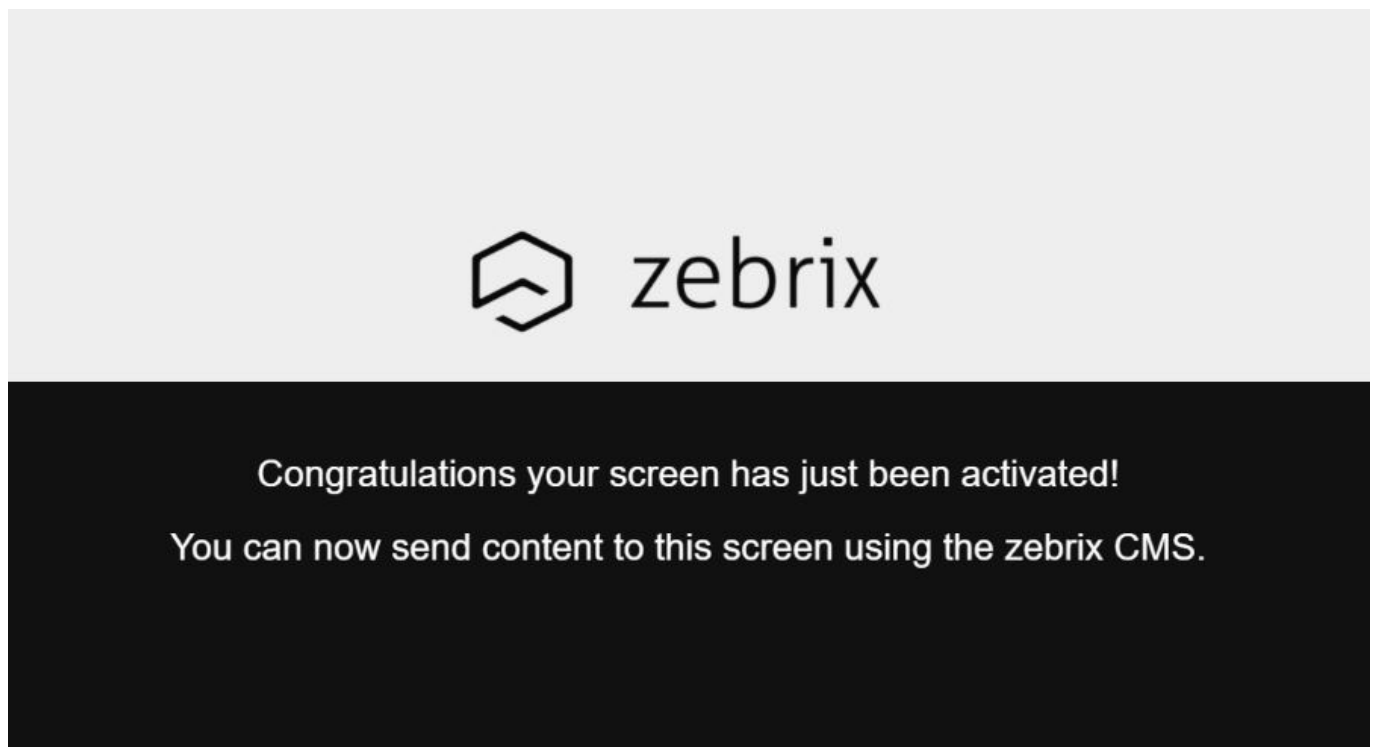 zebrix
Congratulations your screen has just been activated!
You can now send content to this screen using the zebrix CMS.